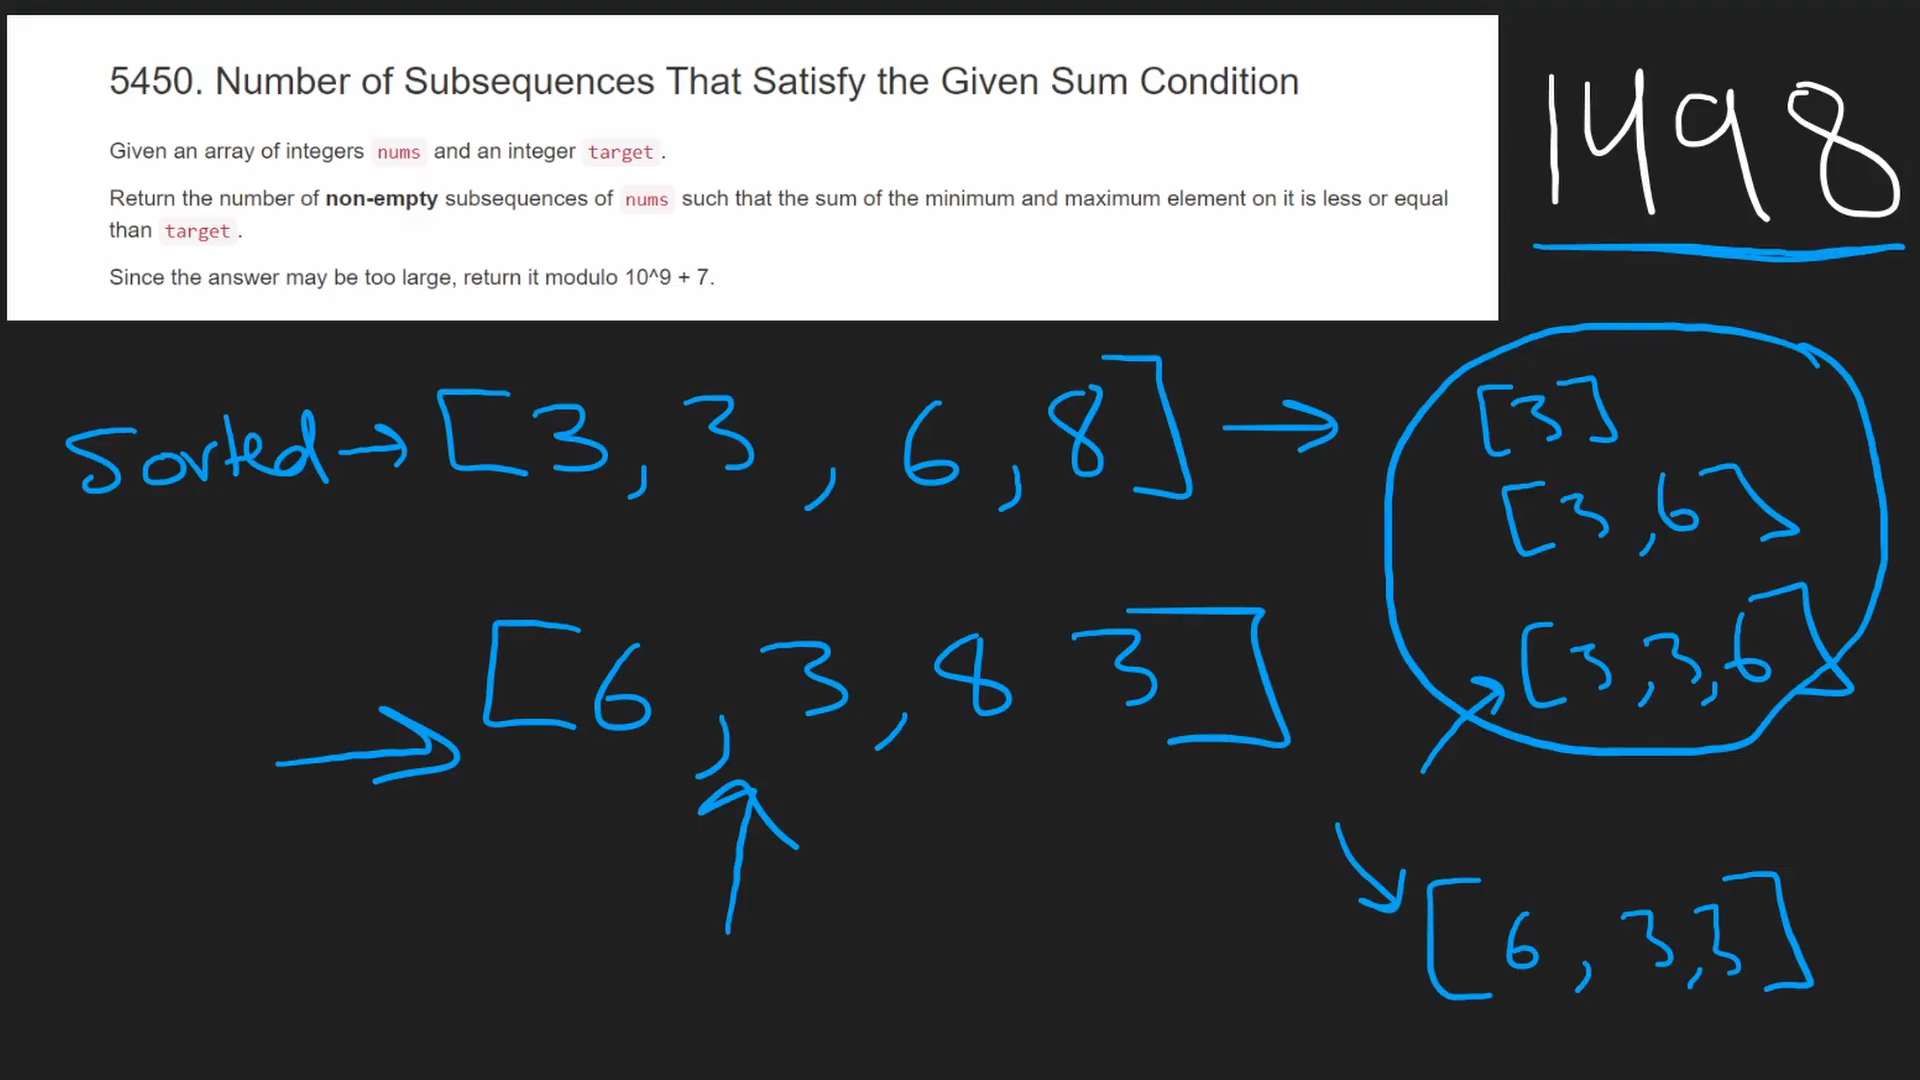 5450. Number of Subsequences That Satisfy the Given Sum Condition
1498
Given an array of integers nums and an integer target.
Return the number of non-empty subsequences of nums such that the sum of the minimum and maximum element on it is less or equal
than target.
Since the answer may be too large, return it modulo 10^9 + 7.
Sorted → [3, 3, 6, 8] →
[3]
[3,6]
[3,3,6]
[6, 3, 8 3]
[6, 3,3]